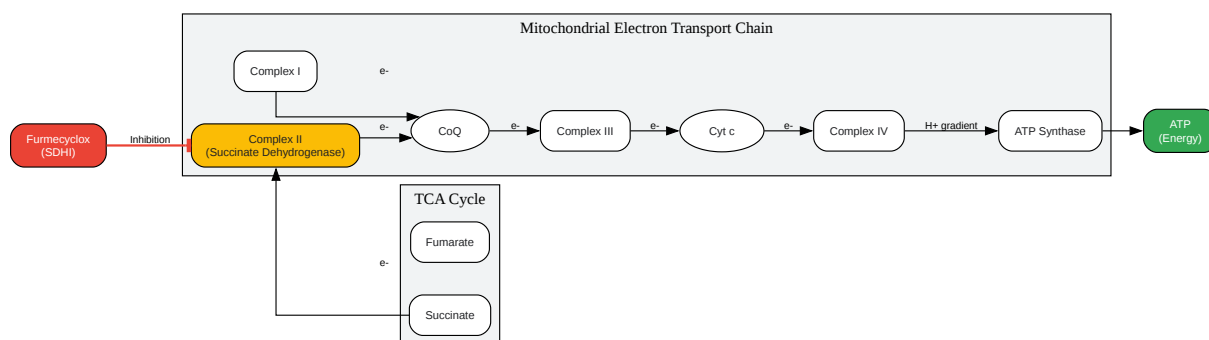 Mitochondrial Electron Transport Chain
Complex I
e-
Furmecyclox
(SDHI)
Inhibition
Complex II
(Succinate Dehydrogenase)
e-
CoQ
e-
Complex III
e-
Cyt c
e-
Complex IV
H+ gradient
ATP Synthase
ATP
(Energy)
TCA Cycle
Fumarate
e-
Succinate